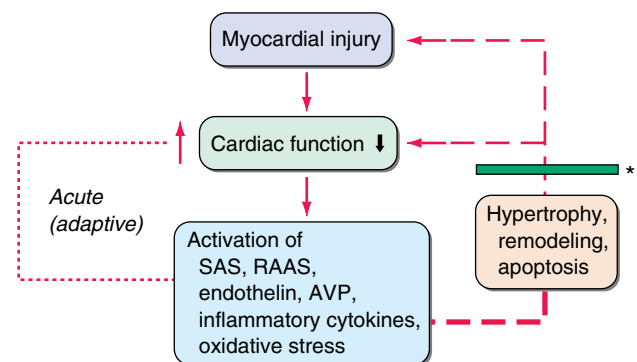 Myocardial injury
Cardiac function
*
Acute
(adaptive)
Hypertrophy,
remodeling,
apoptosis
Activation of
SAS, RAAS,
endothelin, AVP,
inflammatory cytokines,
oxidative stress